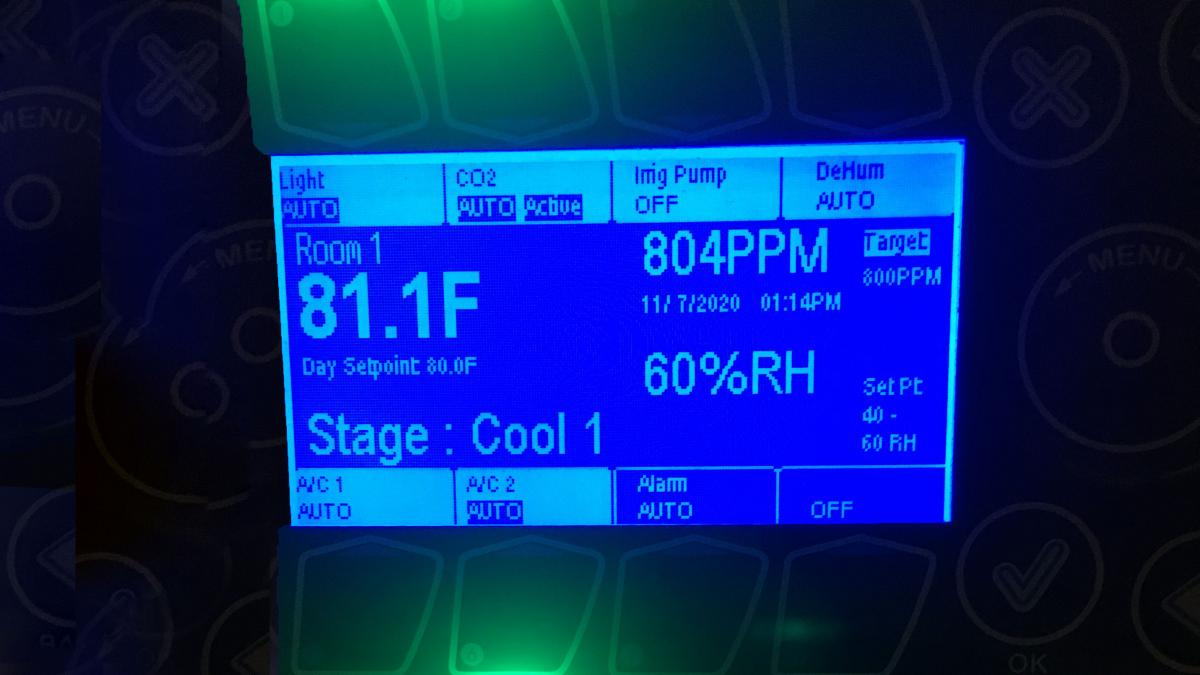 MENU
MENU
MENU
Light
AUTO
CO2
AUTO Active
Irrig Pump
OFF
DeHum
AUTO
Room 1
81.1F
Day Setpoint 80.0F
804PPM
Target
800PPM
11/ 7/2020 01:14PM
60%RH
Set Pt
40 -
60 RH
Stage : Cool 1
A/C 1
AUTO
A/C 2
AUTO
Alarm
AUTO
OFF
OK